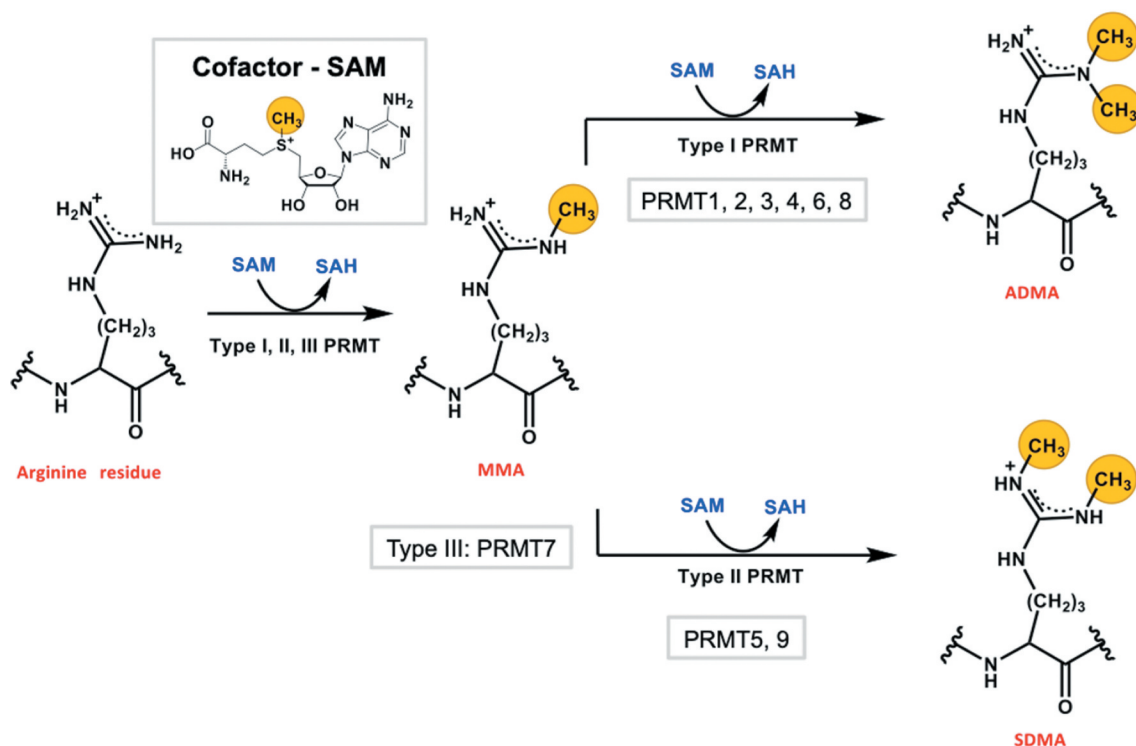 Cofactor - SAM
CH₃
NH₂
O
HO
S⁺
NH₂
N
N
N
N
O
HO
OH
H₂N⁺
NH₂
HN
(CH₂)₃
N
H
O
Arginine residue
SAM
SAH
Type I, II, III PRMT
H₂N⁺
CH₃
NH
HN
(CH₂)₃
N
H
O
MMA
SAM
SAH
Type I PRMT
PRMT1, 2, 3, 4, 6, 8
H₂N⁺
CH₃
N
CH₃
HN
(CH₂)₃
N
H
O
ADMA
Type III: PRMT7
SAM
SAH
Type II PRMT
PRMT5, 9
CH₃
CH₃
HN⁺
NH
HN
(CH₂)₃
N
H
O
SDMA